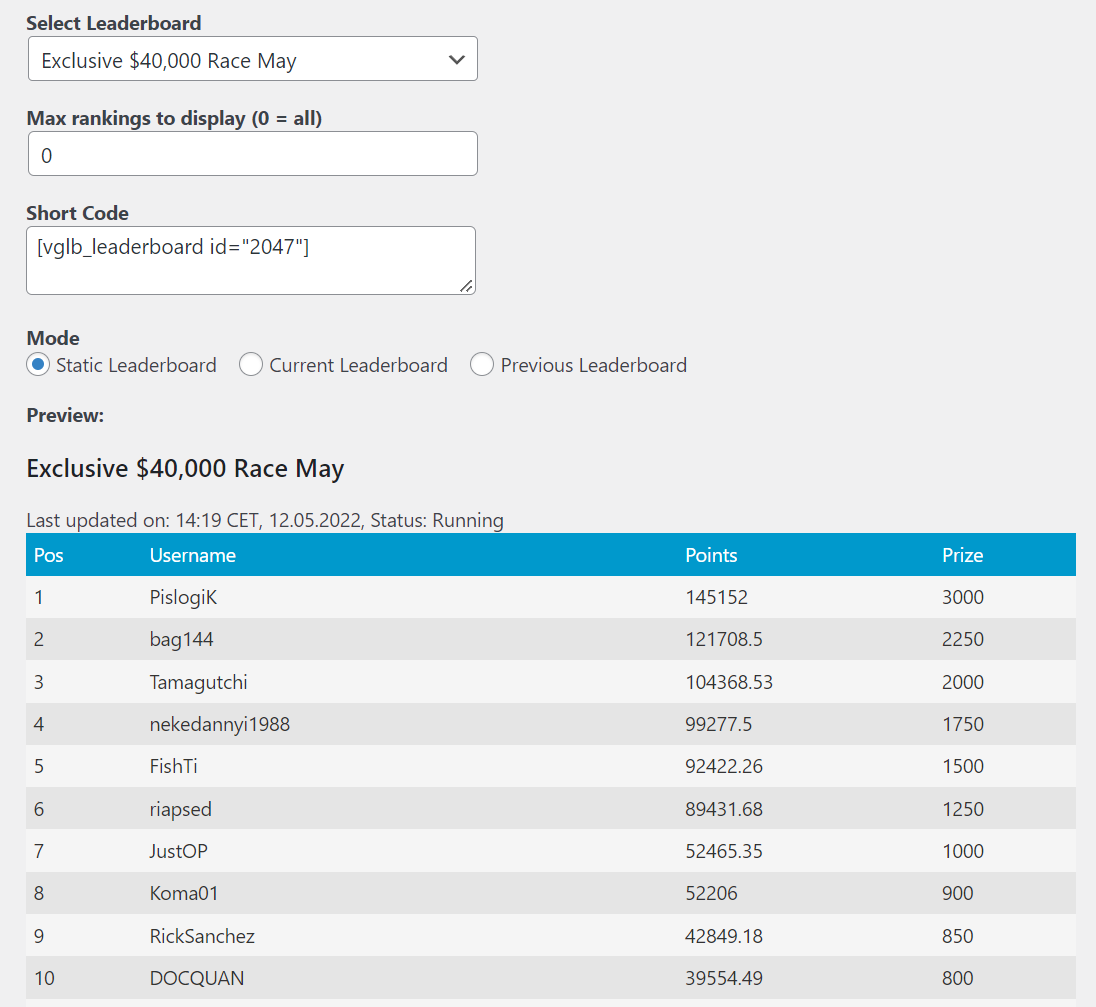 Select Leaderboard
Exclusive $40,000 Race May
Max rankings to display (0 = all)
0
Short Code
[vglb_leaderboard id="2047"]
Mode
Static Leaderboard Current Leaderboard Previous Leaderboard
Preview:
Exclusive $40,000 Race May
Last updated on: 14:19 CET, 12.05.2022, Status: Running
Pos Username Points Prize
1 PislogiK 145152 3000
2 bag144 121708.5 2250
3 Tamagutchi 104368.53 2000
4 nekedannyi1988 99277.5 1750
5 FishTi 92422.26 1500
6 riapsed 89431.68 1250
7 JustOP 52465.35 1000
8 Koma01 52206 900
9 RickSanchez 42849.18 850
10 DOCQUAN 39554.49 800